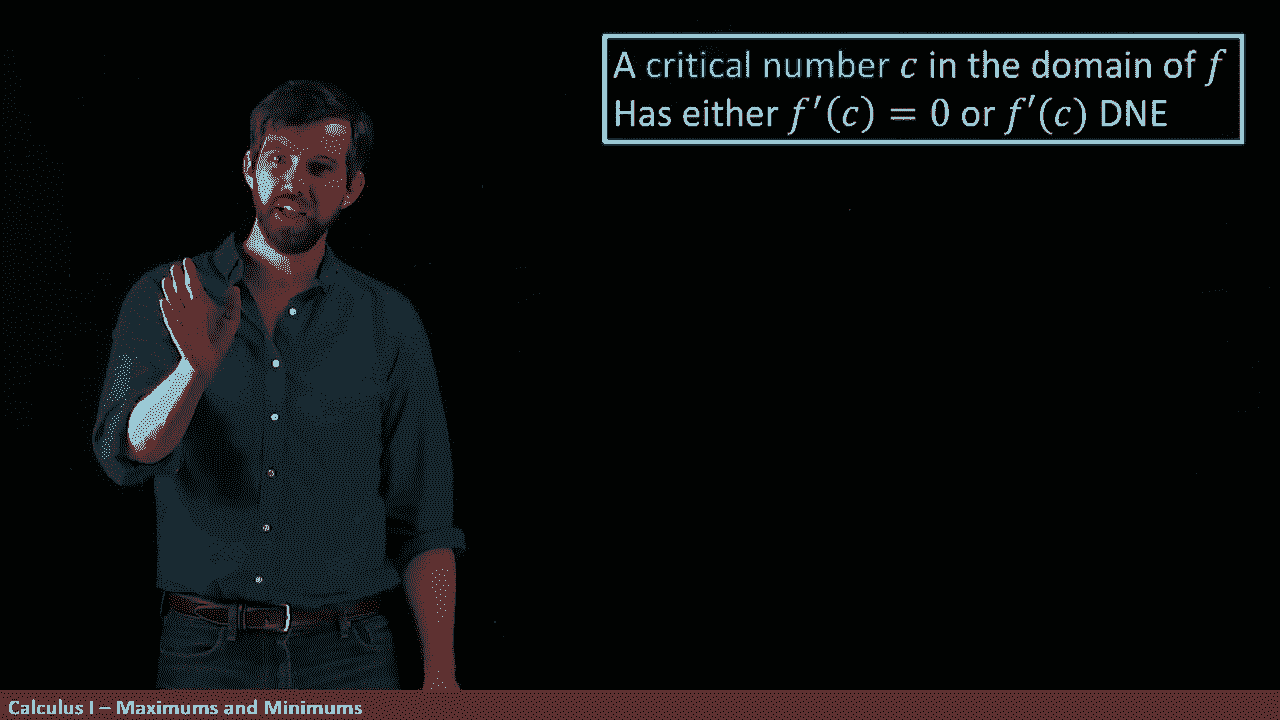 A critical number c in the domain of f
Has either f′(c) = 0 or f′(c) DNE
Calculus I – Maximums and Minimums